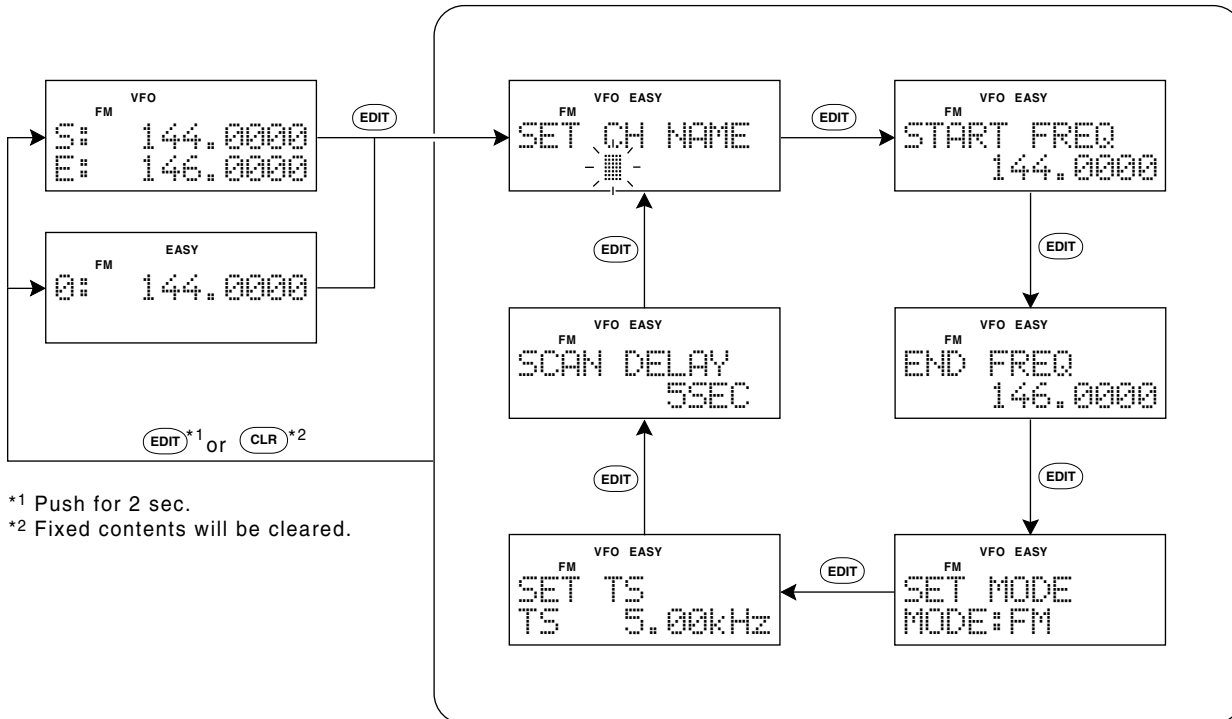 VFO
FM
S: 144.0000
E: 146.0000
EDIT
EASY
FM
0: 144.0000
EDIT*1 or CLR*2
*1 Push for 2 sec.
*2 Fixed contents will be cleared.
VFO EASY
FM
SET CH NAME
EDIT
VFO EASY
FM
START FREQ
144.0000
EDIT
VFO EASY
FM
END FREQ
146.0000
EDIT
VFO EASY
FM
SET MODE
MODE:FM
EDIT
VFO EASY
FM
SET TS
TS 5.00kHz
EDIT
VFO EASY
FM
SCAN DELAY
5SEC
EDIT